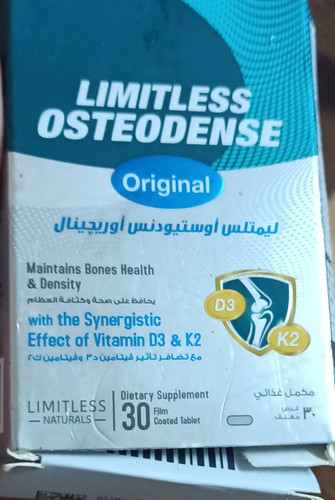 LIMITLESS
OSTEODENSE
Original
ليمتلس أوستيودنس أوريچينال
Maintains Bones Health
& Density
يحافظ على صحة وكثافة العظام
with the Synergistic
Effect of Vitamin D3 & K2
مع تضافر تأثير فيتامين د٣ وفيتامين ك٢
D3
K2
LIMITLESS
NATURALS
Dietary Supplement
30 Film
Coated Tablet
مكمل غذائي
٣٠ قرص
مغلف